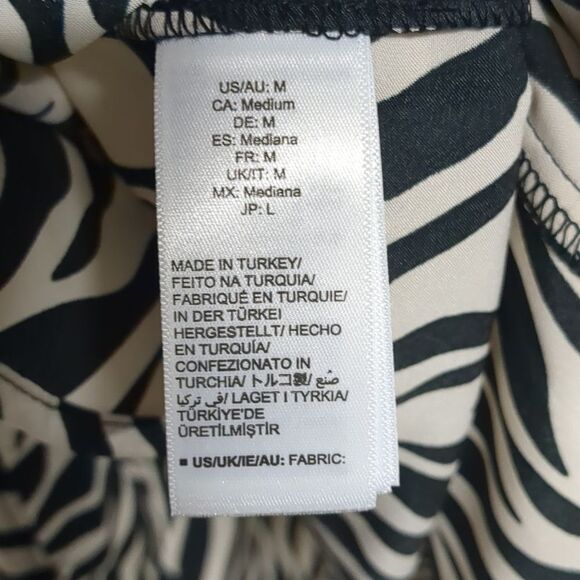 US/AU: M
CA: Medium
DE: M
ES: Mediana
FR: M
UK/IT: M
MX: Mediana
JP: L
MADE IN TURKEY/
FEITO NA TURQUIA/
FABRIQUÉ EN TURQUIE/
IN DER TÜRKEI
HERGESTELLT/ HECHO
EN TURQUÍA/
CONFEZIONATO IN
TURCHIA/ トルコ製/ صُنع
في تركيا/ LAGET I TYRKIA/
TÜRKİYE'DE
ÜRETİLMİŞTİR
■ US/UK/IE/AU: FABRIC: